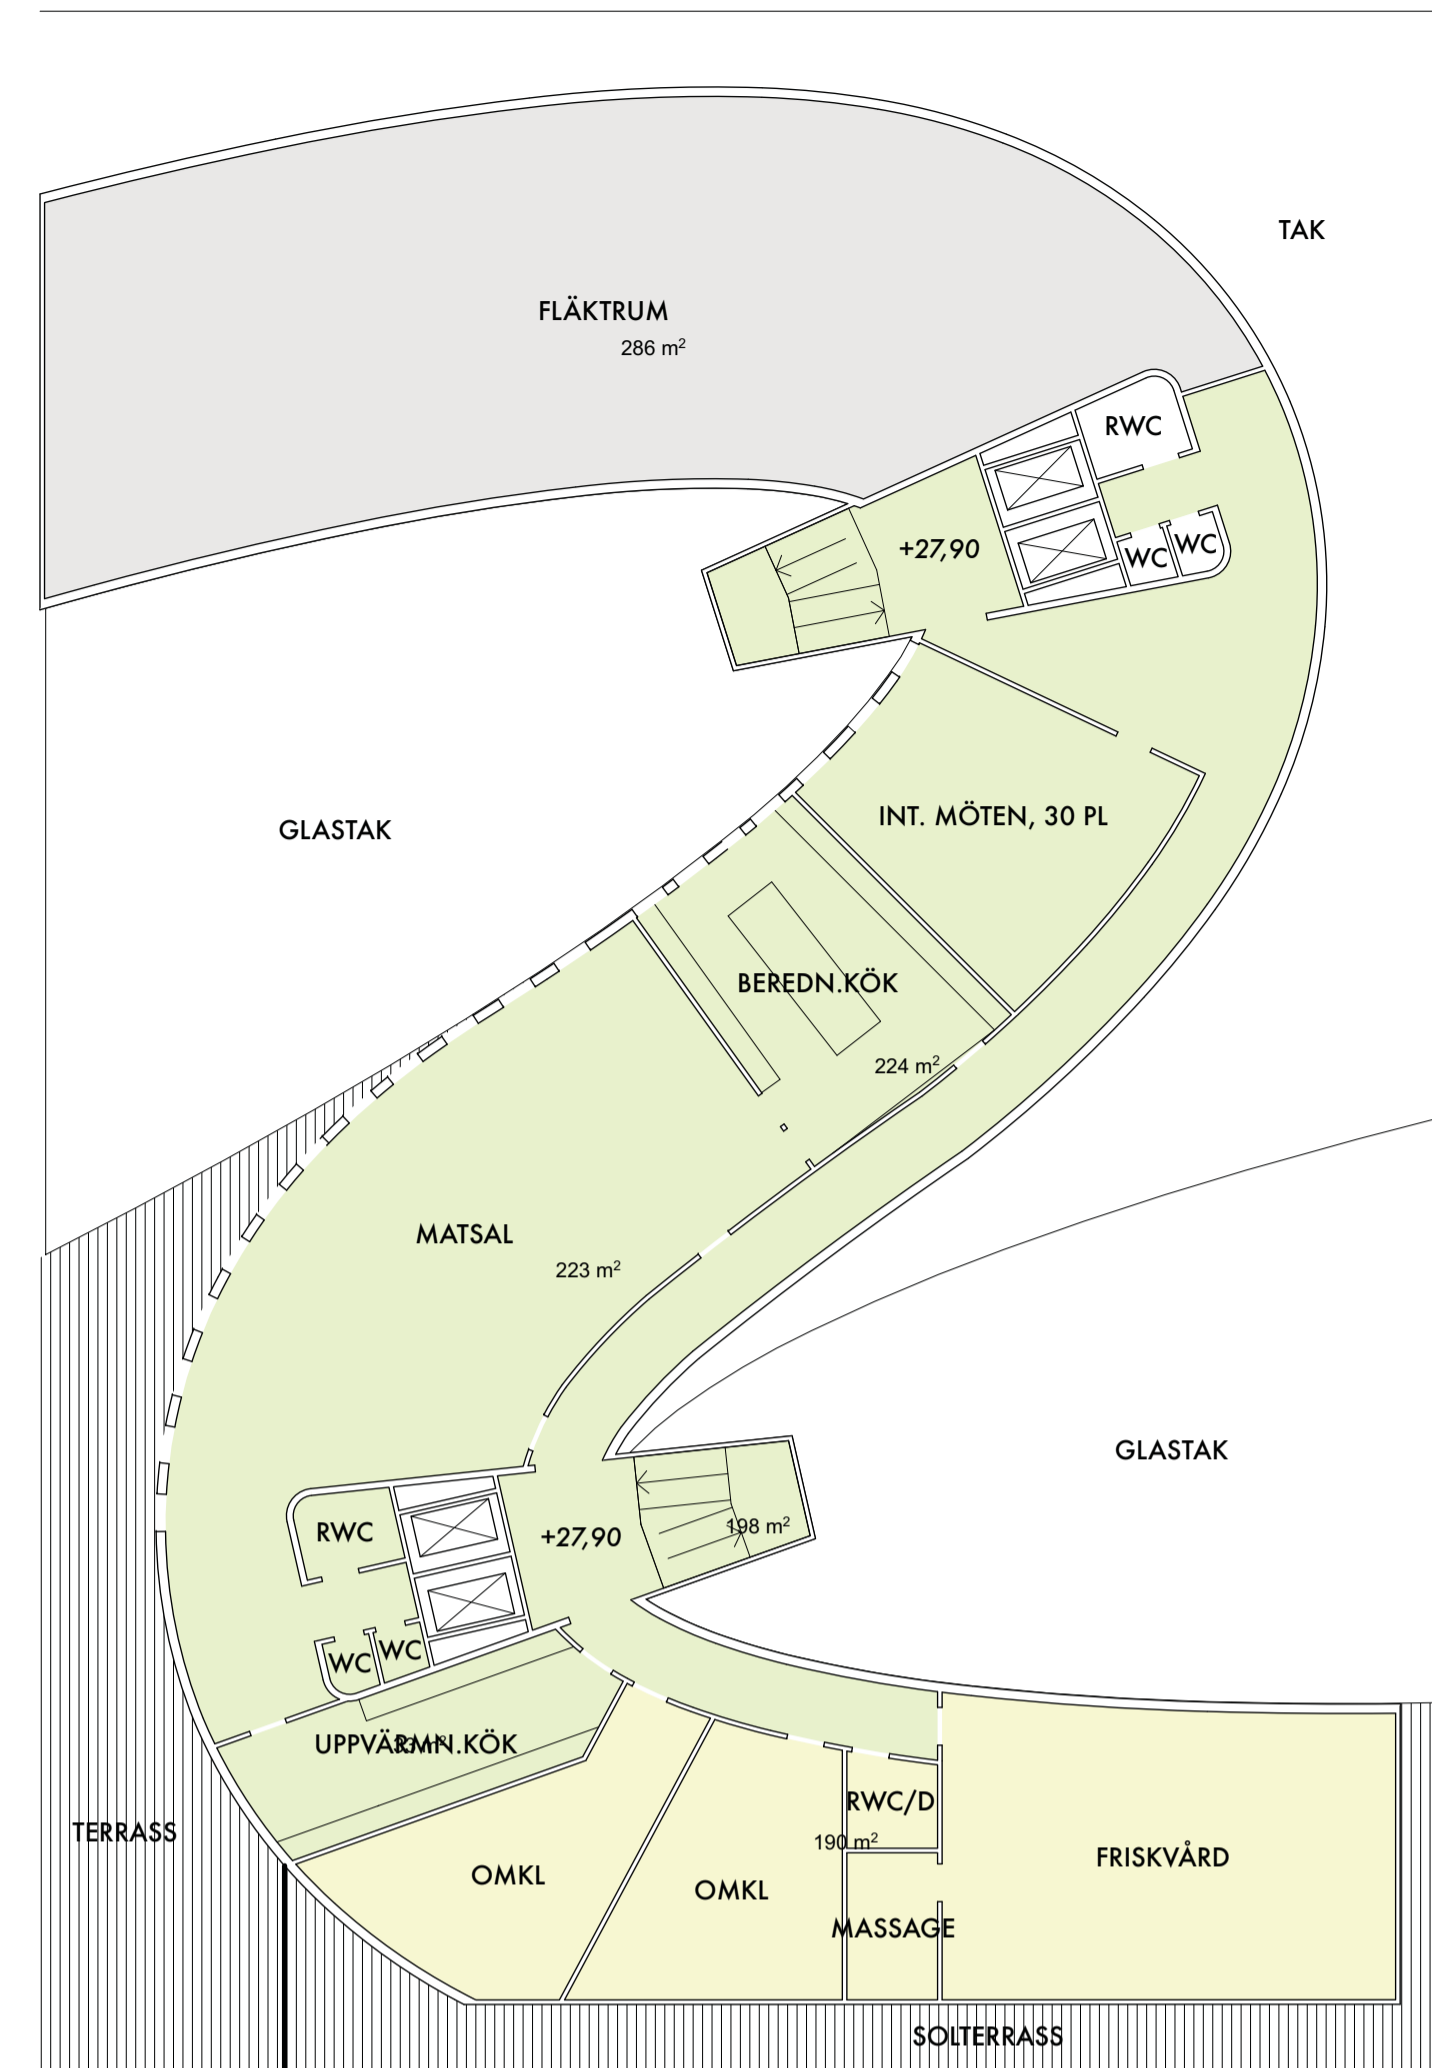 TAK
FLÄKTRUM
286 m²
RWC
+27,90
WC
WC
GLASTAK
INT. MÖTEN, 30 PL
BEREDN.KÖK
224 m²
MATSAL
223 m²
GLASTAK
RWC
+27,90
198 m²
WC
WC
UPPVÄRMN.KÖK
TERRASS
RWC/D
190 m²
OMKL
OMKL
FRISKVÅRD
MASSAGE
SOLTERRASS